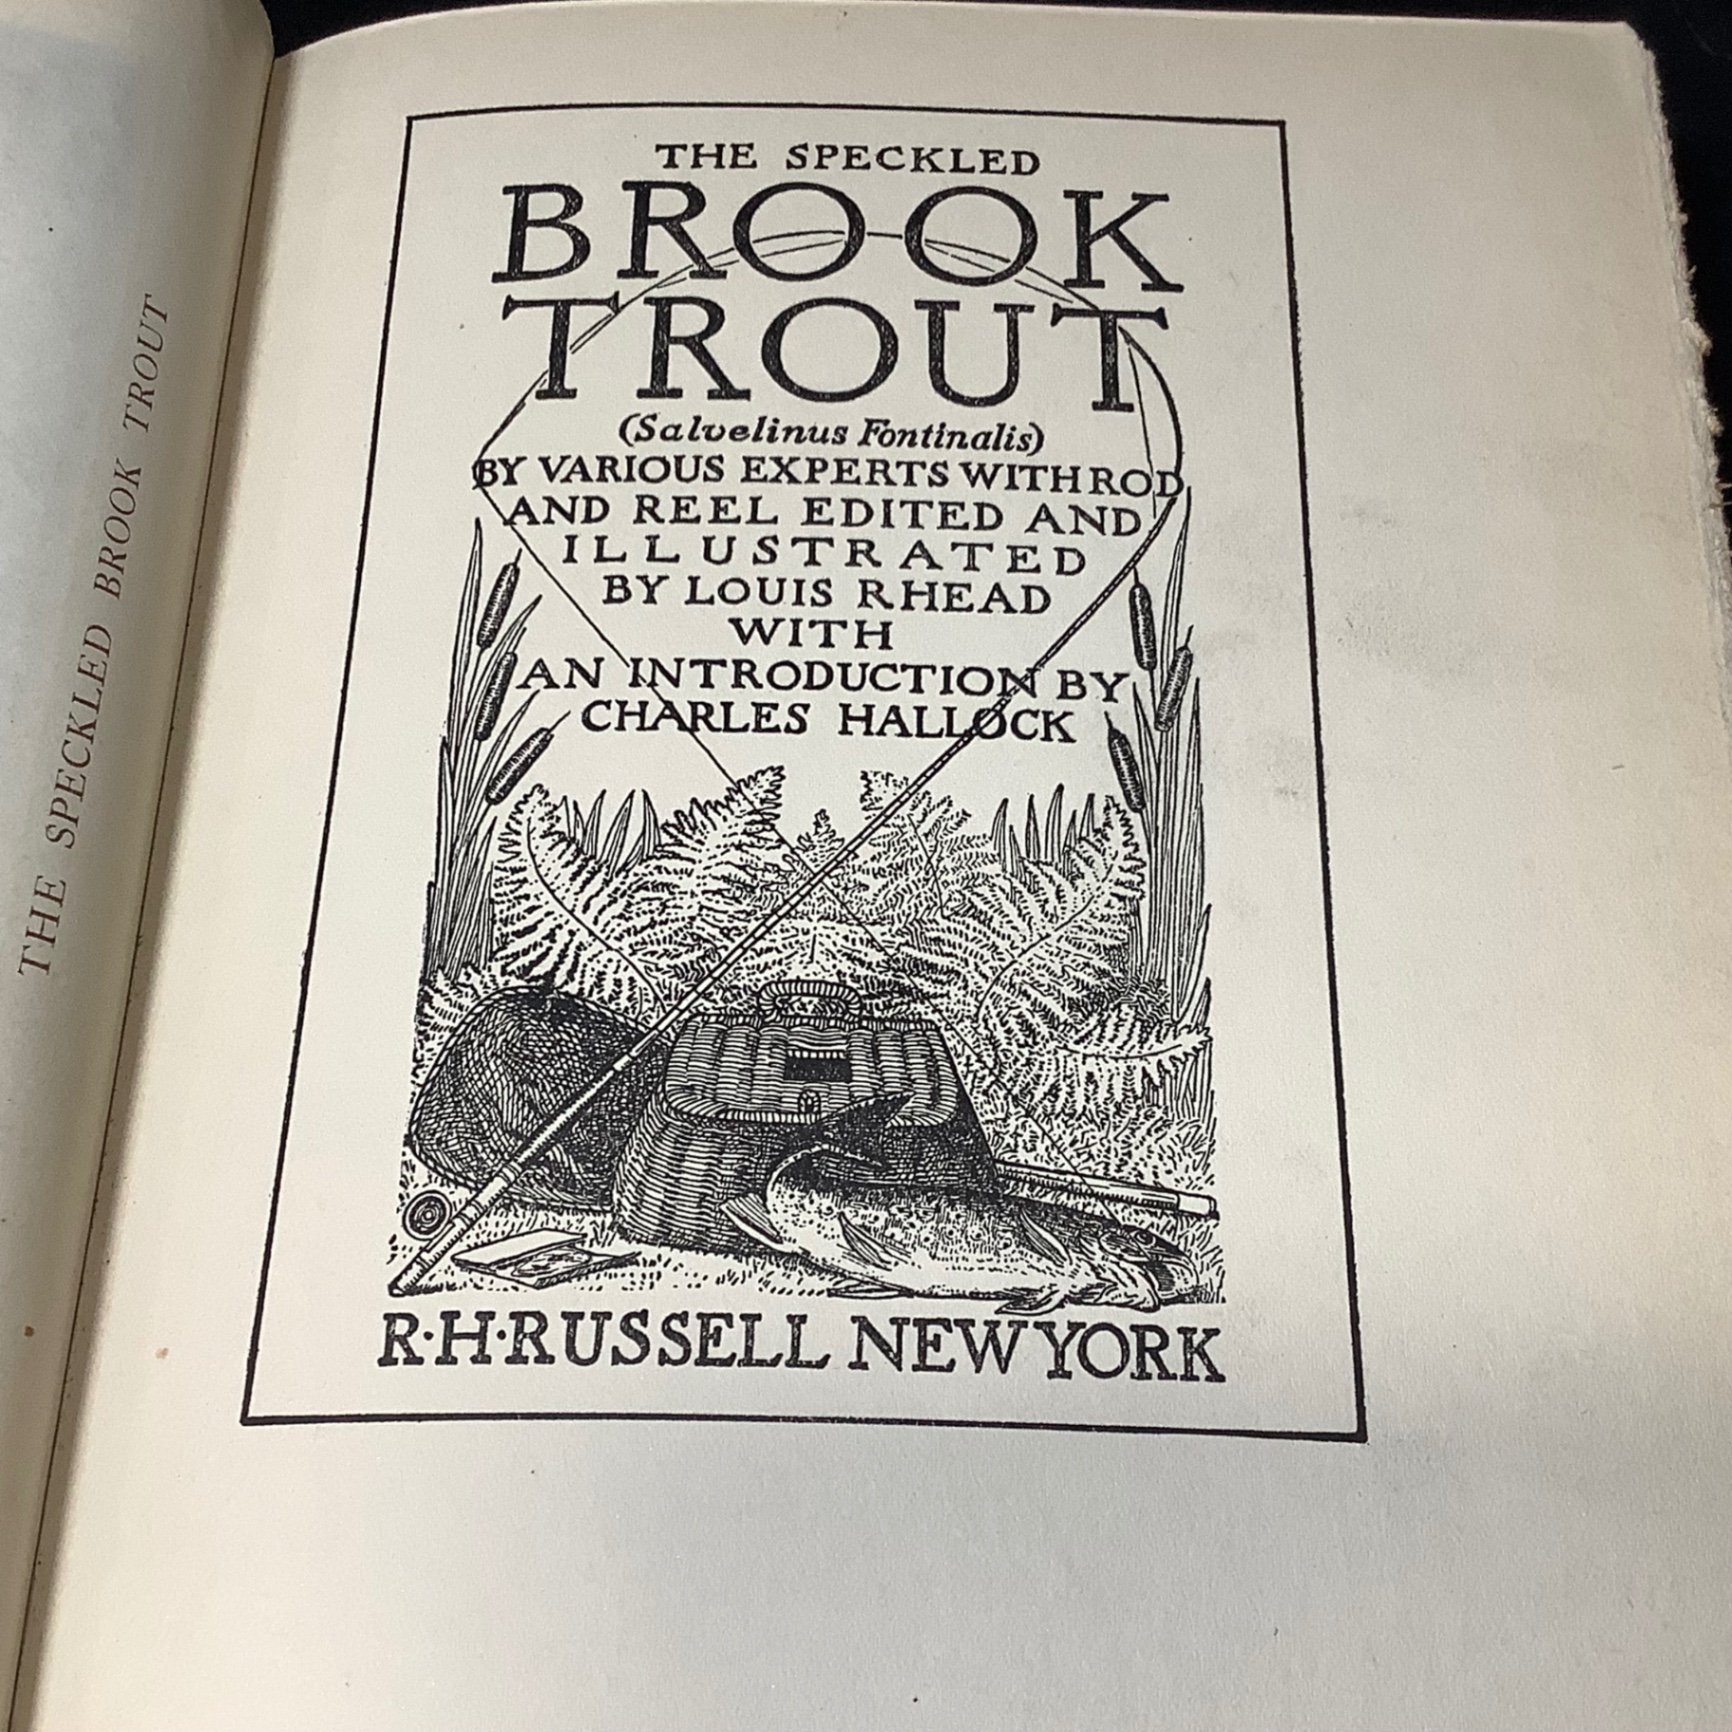 THE SPECKLED BROOK TROUT
THE SPECKLED
BROOK
TROUT
(Salvelinus Fontinalis)
BY VARIOUS EXPERTS WITH ROD
AND REEL EDITED AND
ILLUSTRATED
BY LOUIS RHEAD
WITH
AN INTRODUCTION BY
CHARLES HALLOCK
R·H·RUSSELL NEW YORK